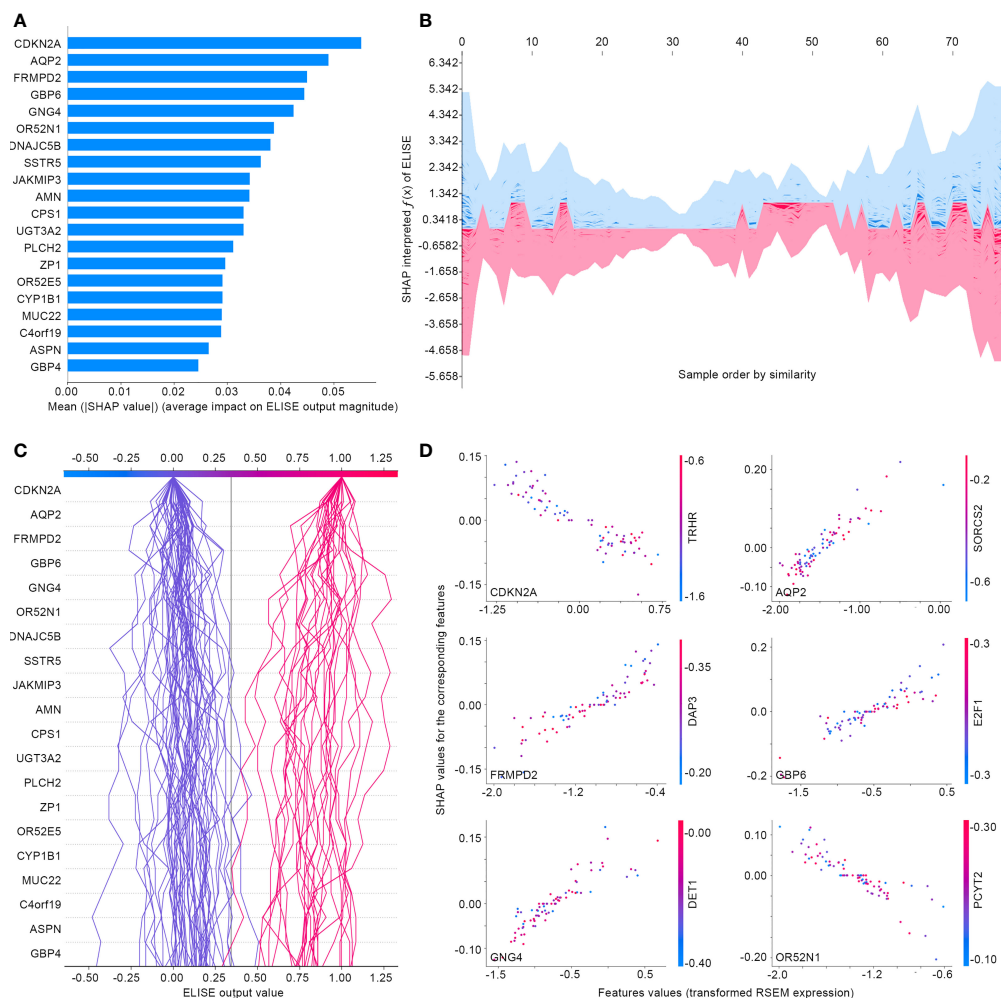 A
CDKN2A
AQP2
FRMPD2
GBP6
GNG4
OR52N1
DNAJC5B
SSTR5
JAKMIP3
AMN
CPS1
UGT3A2
PLCH2
ZP1
OR52E5
CYP1B1
MUC22
C4orf19
ASPN
GBP4
0.00 0.01 0.02 0.03 0.04 0.05
Mean (|SHAP value|) (average impact on ELISE output magnitude)
B
0 10 20 30 40 50 60 70
6.342
5.342
4.342
3.342
2.342
1.342
0.3418
-0.6582
-1.658
-2.658
-3.658
-4.658
-5.658
SHAP interpreted f (x) of ELISE
Sample order by similarity
C
-0.50 -0.25 0.00 0.25 0.50 0.75 1.00 1.25
CDKN2A
AQP2
FRMPD2
GBP6
GNG4
OR52N1
DNAJC5B
SSTR5
JAKMIP3
AMN
CPS1
UGT3A2
PLCH2
ZP1
OR52E5
CYP1B1
MUC22
C4orf19
ASPN
GBP4
-0.50 -0.25 0.00 0.25 0.50 0.75 1.00 1.25
ELISE output value
D
SHAP values for the corresponding features
0.15
0.00
-0.15
CDKN2A
-1.25 0.00 0.75
-0.6
TRHR
-1.6
0.20
0.00
-0.10
AQP2
-2.00 -1.00 0.00
-0.2
SORCS2
-0.6
0.15
0.00
-0.15
FRMPD2
-2.0 -1.2 -0.4
-0.35
DAP3
-0.20
0.2
0.0
-0.2
GBP6
-1.5 -0.5 0.5
-0.3
E2F1
-0.3
0.15
0.00
-0.10
GNG4
-1.5 -0.5 0.5
-0.00
DET1
-0.40
0.10
0.00
-0.20
OR52N1
-2.0 -1.2 -0.6
-0.30
PCYT2
-0.10
Features values (transformed RSEM expression)